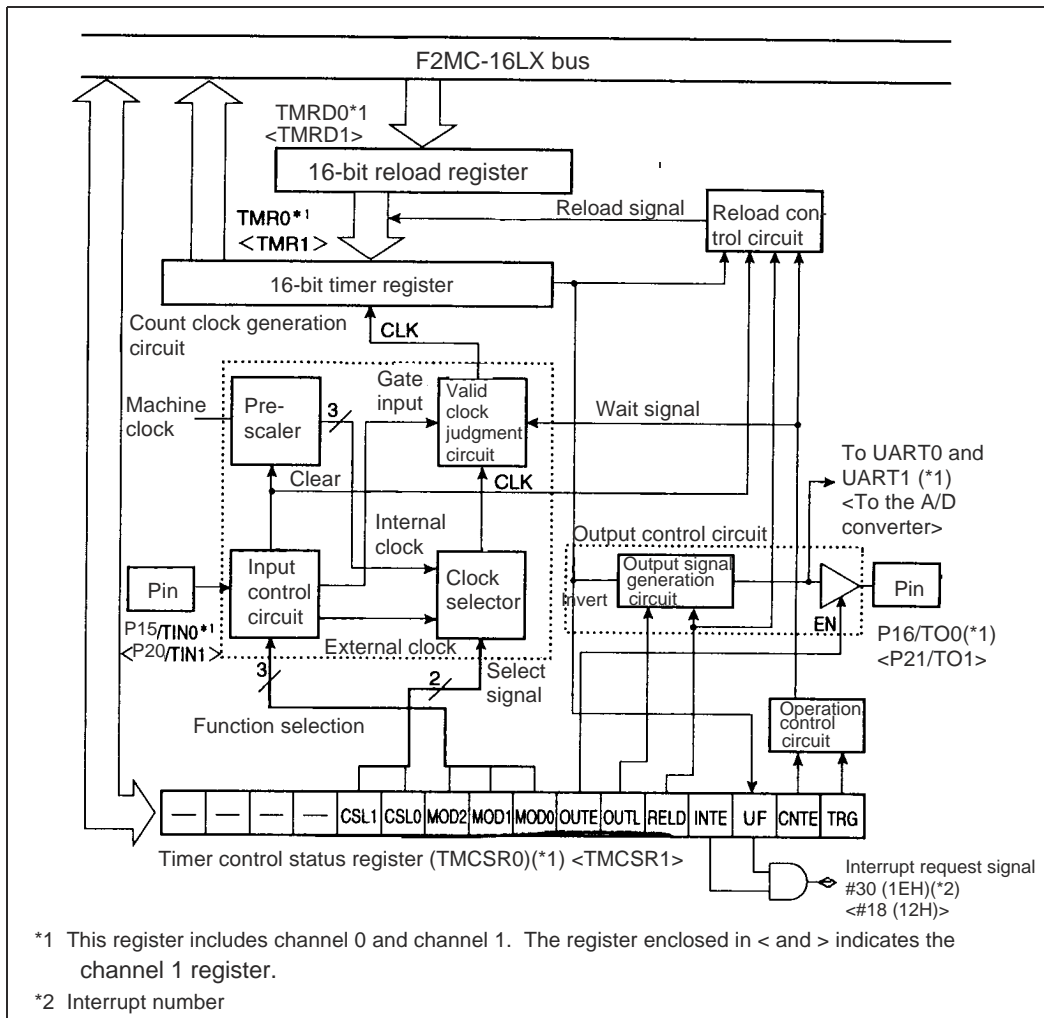 F2MC-16LX bus
TMRD0*1
<TMRD1>
16-bit reload register
Reload signal
Reload con-
trol circuit
TMR0*1
<TMR1>
16-bit timer register
Count clock generation
circuit
CLK
Machine
clock
Pre-
scaler
3
Gate
input
Valid
clock
judgment
circuit
Wait signal
Clear
CLK
To UART0 and
UART1 (*1)
<To the A/D
converter>
Internal
clock
Output control circuit
Pin
Input
control
circuit
Clock
selector
Output signal
generation
circuit
Invert
EN
Pin
P15/TIN0*1
<P20/TIN1>
External clock
P16/TO0(*1)
<P21/TO1>
3
2
Select
signal
Function selection
Operation
control
circuit
— — — — CSL1 CSL0 MOD2 MOD1 MOD0 OUTE OUTL RELD INTE UF CNTE TRG
Timer control status register (TMCSR0)(*1) <TMCSR1>
Interrupt request signal
#30 (1EH)(*2)
<#18 (12H)>
*1 This register includes channel 0 and channel 1. The register enclosed in < and > indicates the
channel 1 register.
*2 Interrupt number